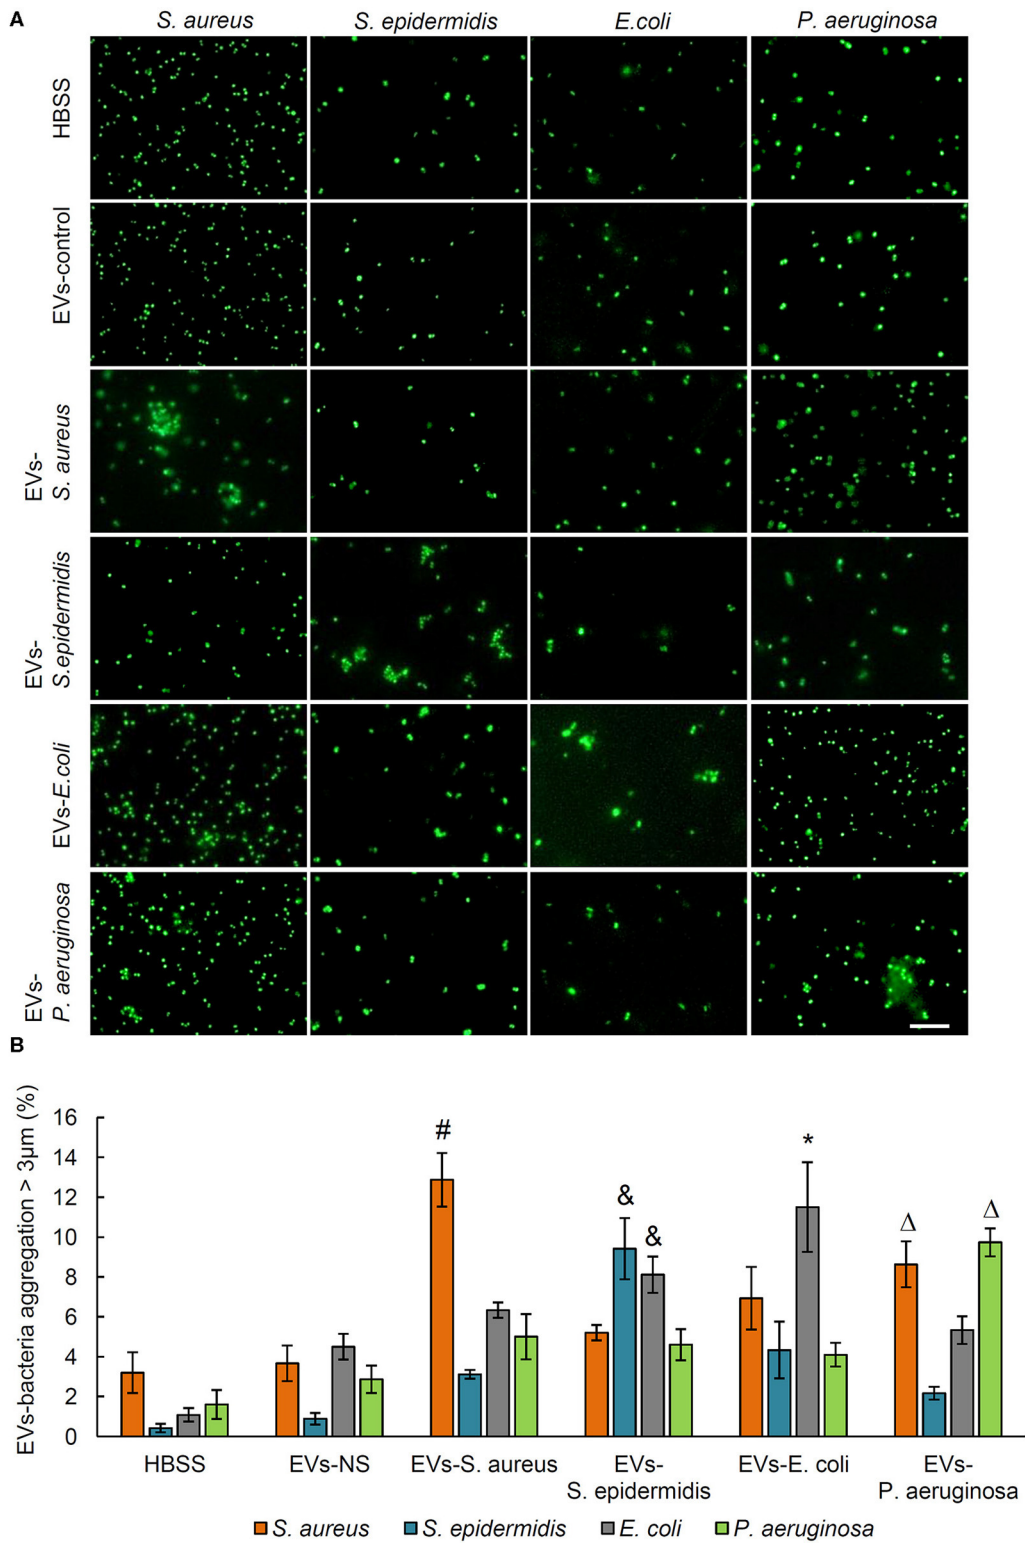 A
S. aureus S. epidermidis E.coli P. aeruginosa
HBSS
EVs-control
EVs-
S. aureus
EVs-
S.epidermidis
EVs-E.coli
EVs-
P. aeruginosa
B
EVs-bacteria aggregation > 3µm (%)
16
14
12
10
8
6
4
2
0
#
&
&
*
Δ
Δ
HBSS EVs-NS EVs-S. aureus EVs- EVs-E. coli EVs-
S. epidermidis P. aeruginosa
S. aureus S. epidermidis E. coli P. aeruginosa